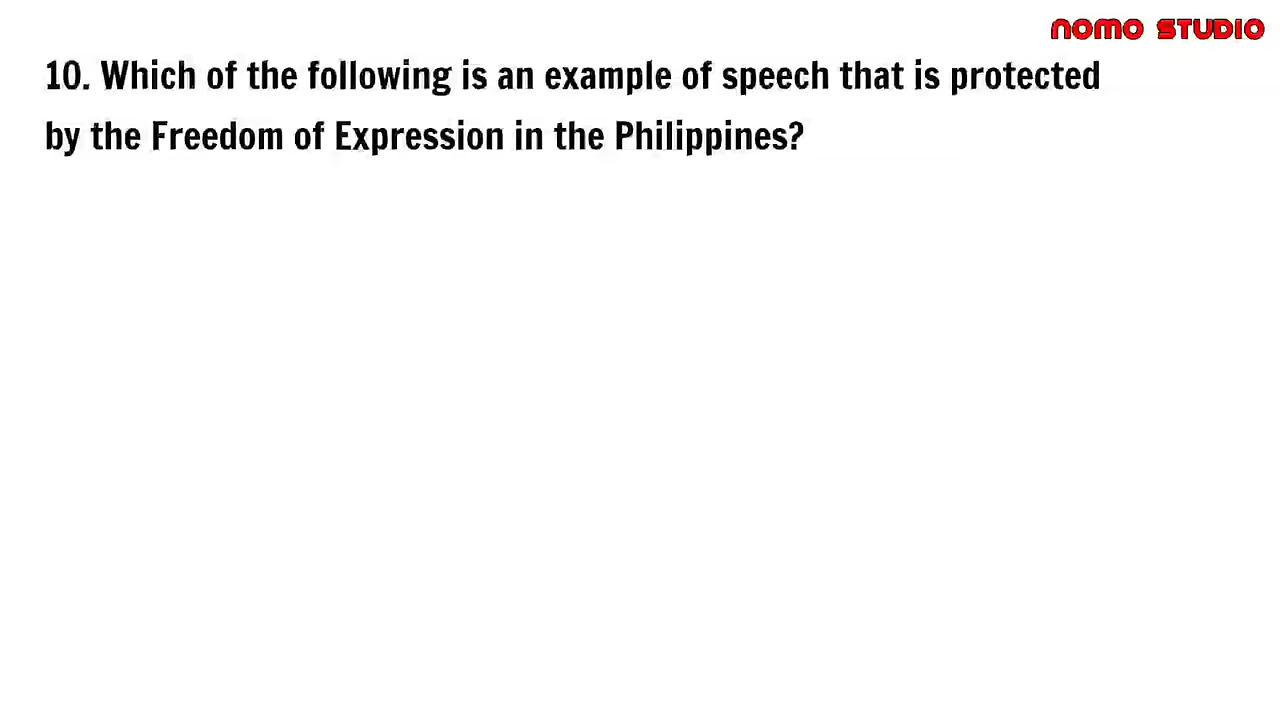 NOMO STUDIO
10. Which of the following is an example of speech that is protected
by the Freedom of Expression in the Philippines?